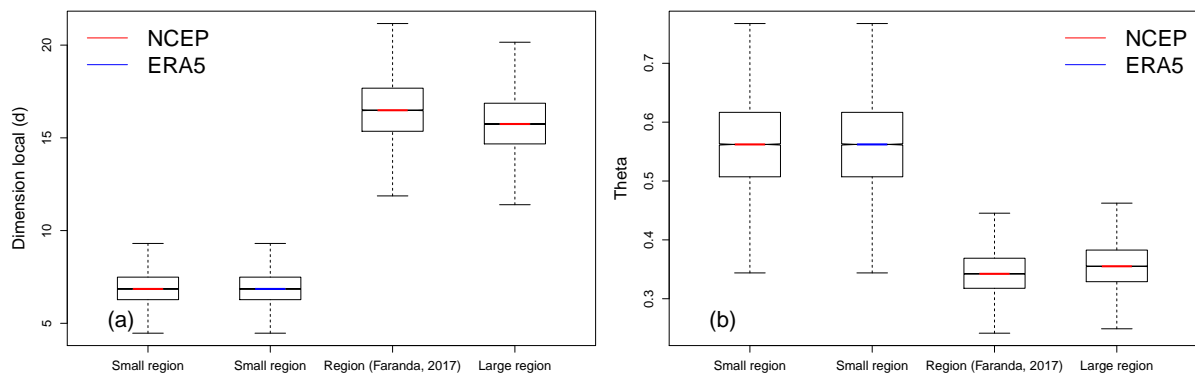 NCEP
ERA5
Dimension local (d)
20
15
10
5
(a)
Small region Small region Region (Faranda, 2017) Large region
NCEP
ERA5
Theta
0.7
0.6
0.5
0.4
0.3
(b)
Small region Small region Region (Faranda, 2017) Large region